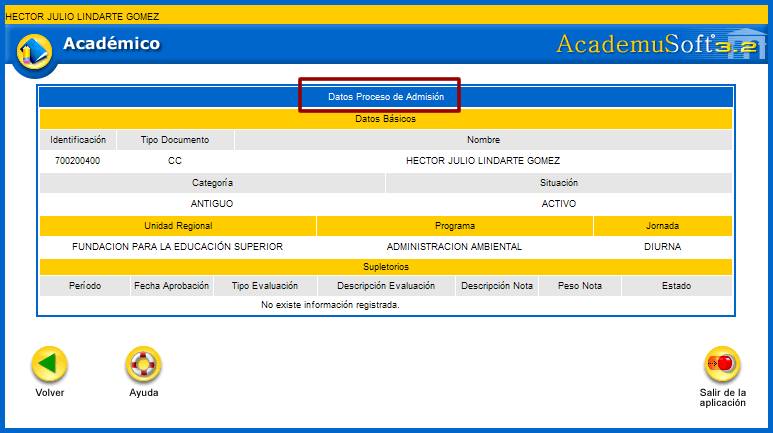 HECTOR JULIO LINDARTE GOMEZ
Académico
AcademuSoft 3.2
Datos Proceso de Admisión
Datos Básicos
Identificación Tipo Documento Nombre
700200400 CC HECTOR JULIO LINDARTE GOMEZ
Categoría Situación
ANTIGUO ACTIVO
Unidad Regional Programa Jornada
FUNDACION PARA LA EDUCACIÓN SUPERIOR ADMINISTRACION AMBIENTAL DIURNA
Supletorios
Período Fecha Aprobación Tipo Evaluación Descripción Evaluación Descripción Nota Peso Nota Estado
No existe información registrada.
Volver Ayuda Salir de la
aplicación